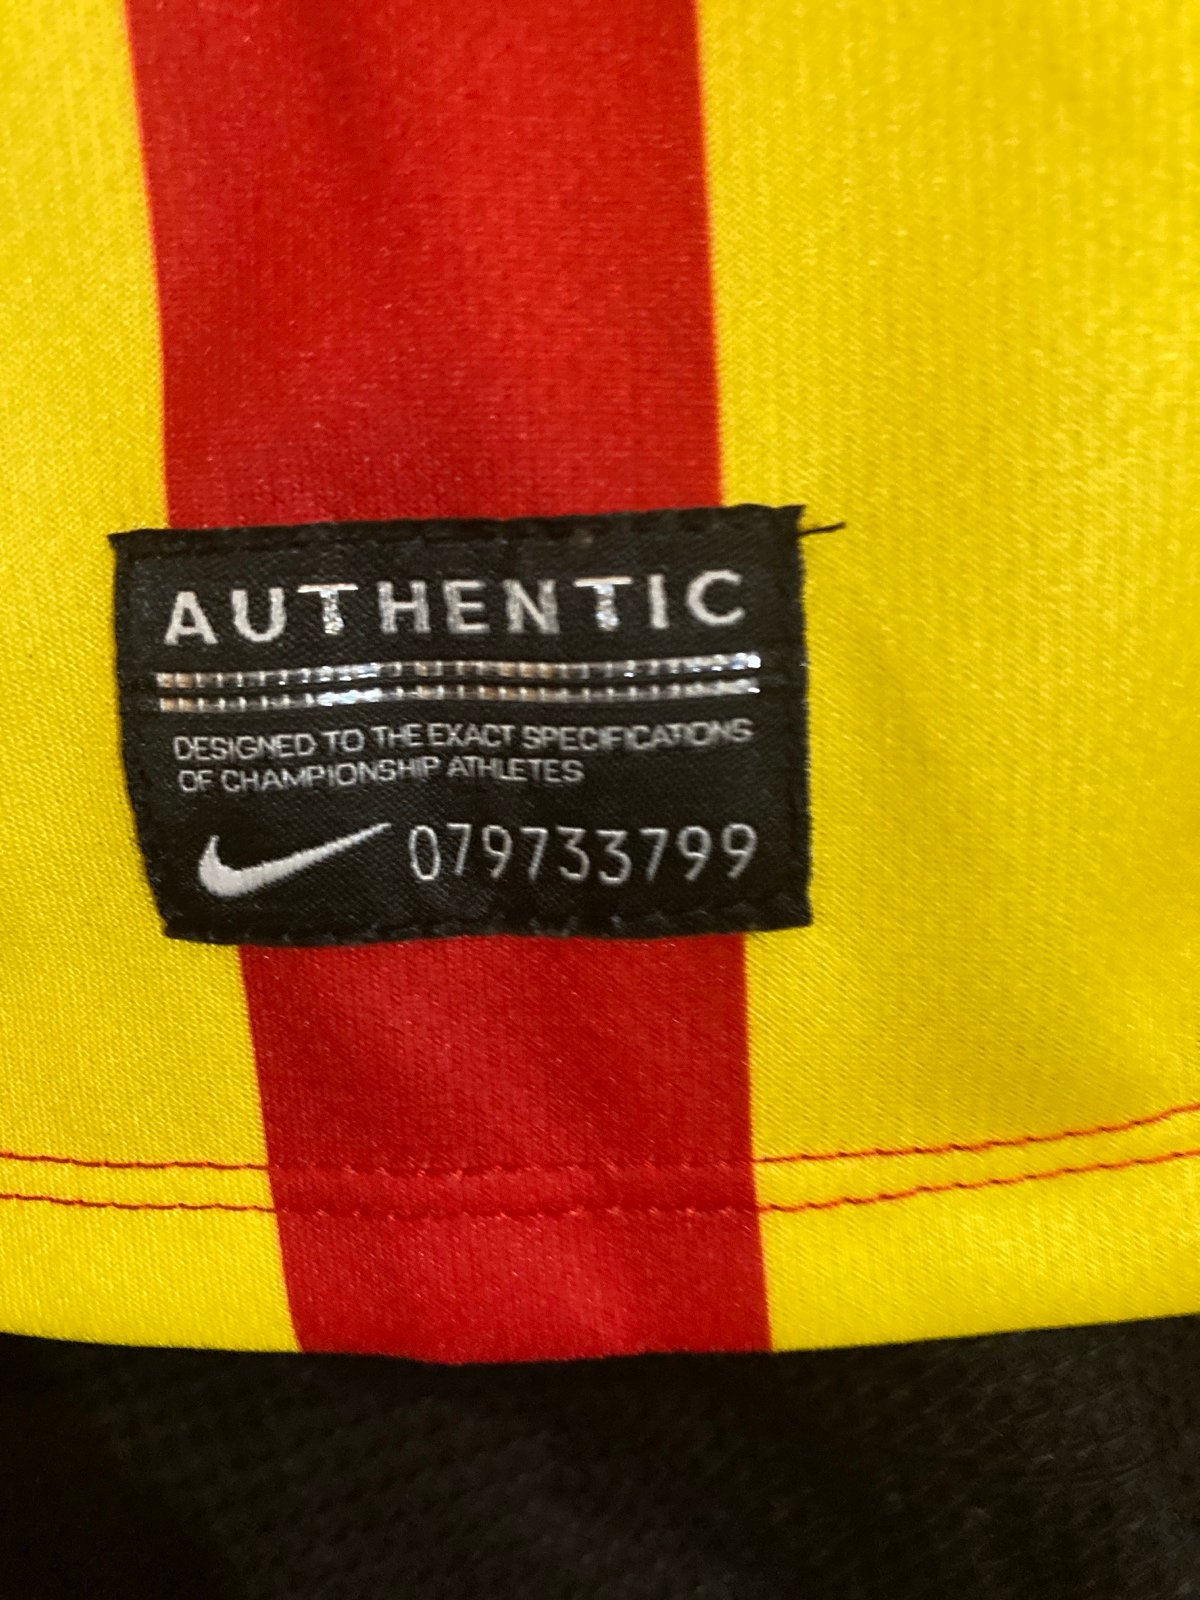 AUTHENTIC
DESIGNED TO THE EXACT SPECIFICATIONS
OF CHAMPIONSHIP ATHLETES
079733799